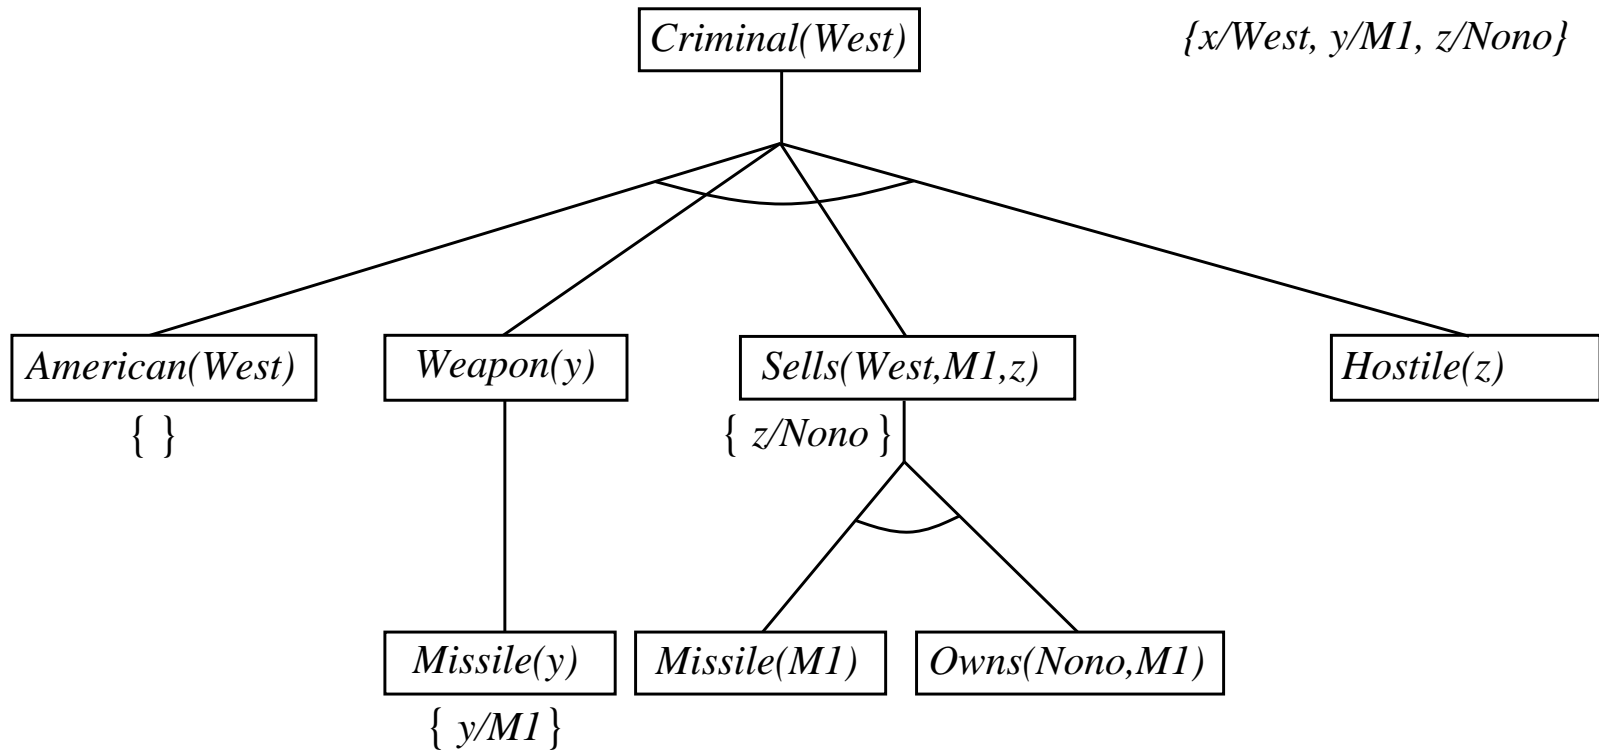 Criminal(West)
{x/West, y/M1, z/Nono}
American(West)
Weapon(y)
Sells(West,M1,z)
Hostile(z)
{ }
{ z/Nono }
Missile(y)
Missile(M1)
Owns(Nono,M1)
{ y/M1 }